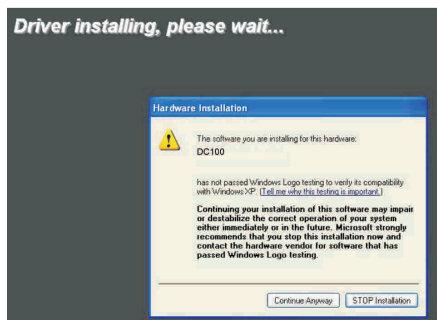 Driver installing, please wait...
Hardware Installation
The software you are installing for this hardware:
DC100
has not passed Windows Logo testing to verify its compatibility
with Windows XP. (Tell me why this testing is important.)
Continuing your installation of this software may impair
or destabilize the correct operation of your system
either immediately or in the future. Microsoft strongly
recommends that you stop this installation now and
contact the hardware vendor for software that has
passed Windows Logo testing.
Continue Anyway
STOP Installation